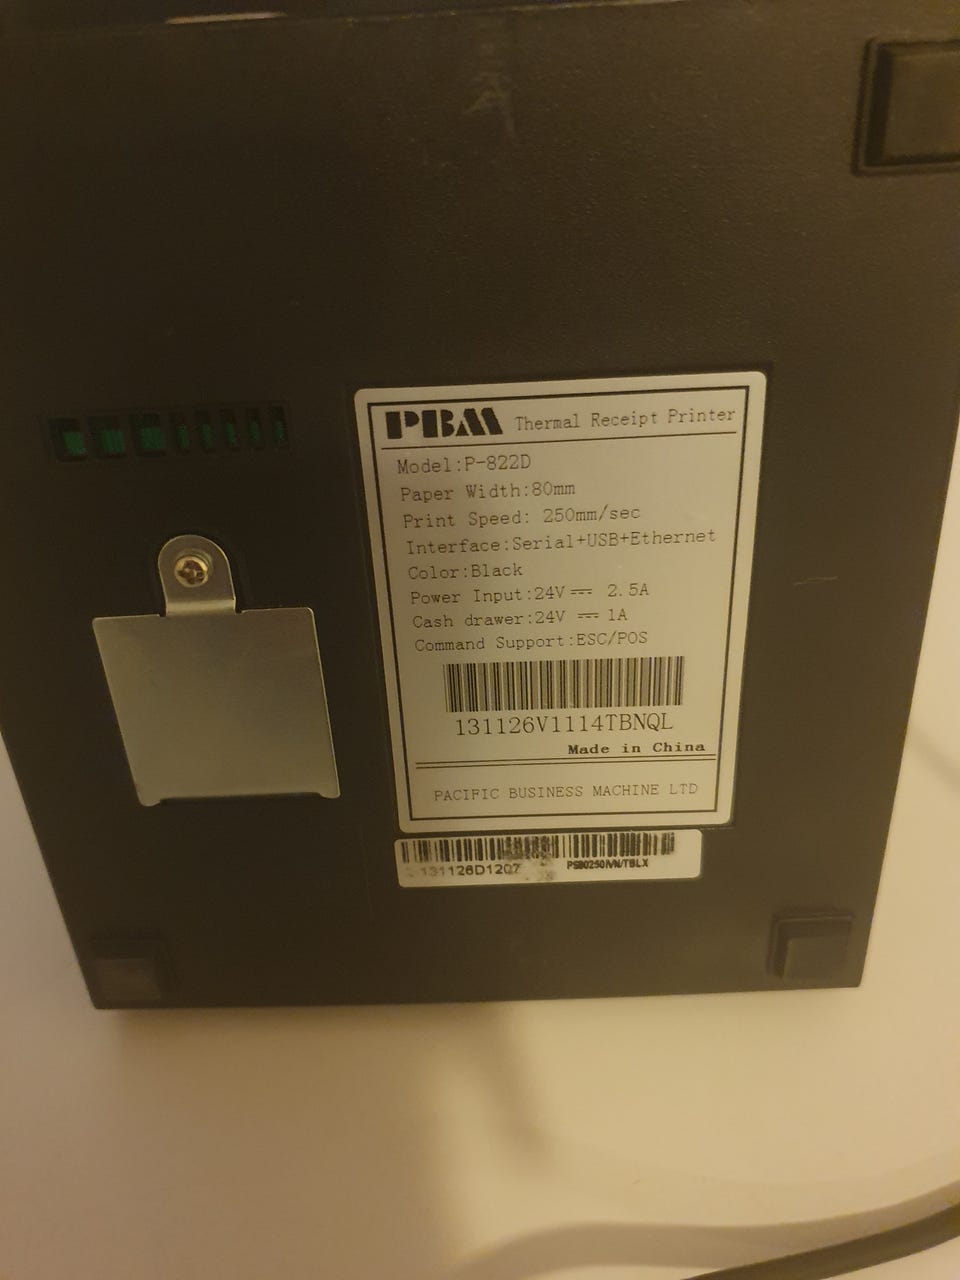 PBM Thermal Receipt Printer
Model:P-822D
Paper Width:80mm
Print Speed: 250mm/sec
Interface:Serial+USB+Ethernet
Color:Black
Power Input:24V⎓ 2.5A
Cash drawer:24V ⎓ 1A
Command Support:ESC/POS
131126V1114TBNQL
Made in China
PACIFIC BUSINESS MACHINE LTD
131126D1207